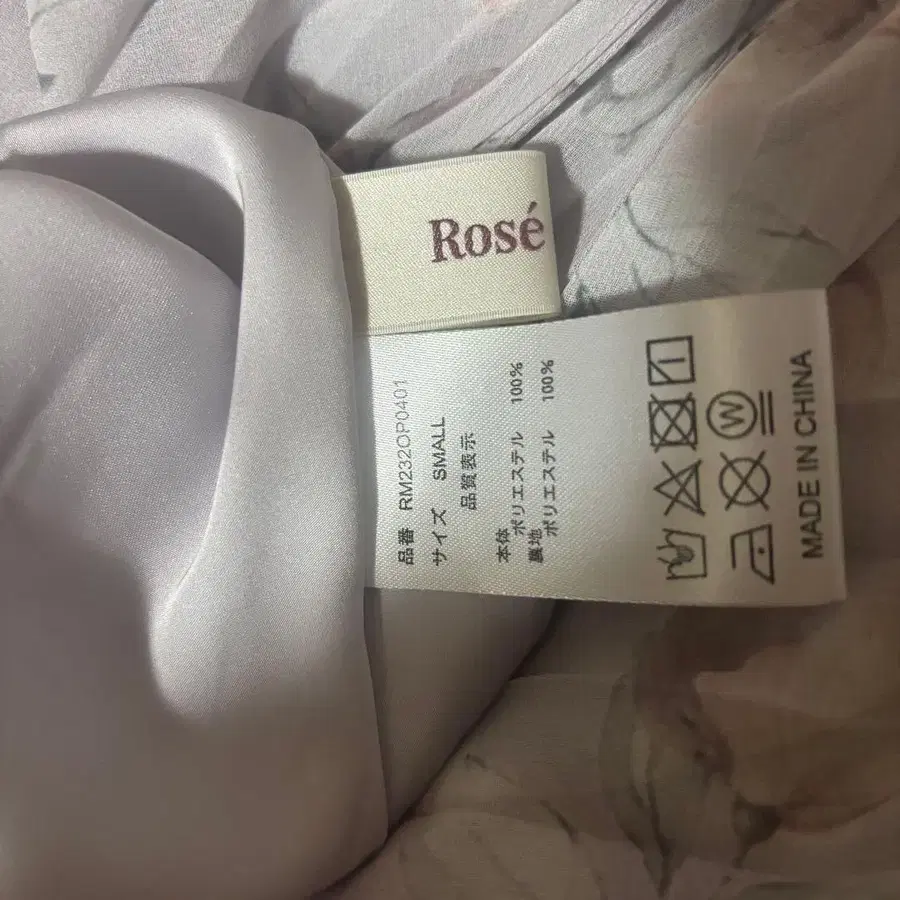 Rosé
品番 RM232OP0401
サイズ SMALL
品質表示
本体
ポリエステル 100%
裏地
ポリエステル 100%
W
MADE IN CHINA